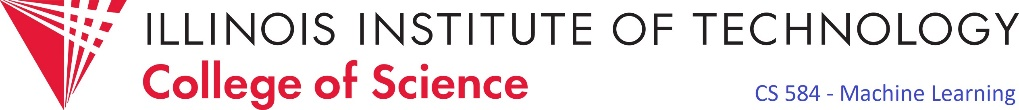 ILLINOIS INSTITUTE OF TECHNOLOGY
College of Science
CS 584 - Machine Learning